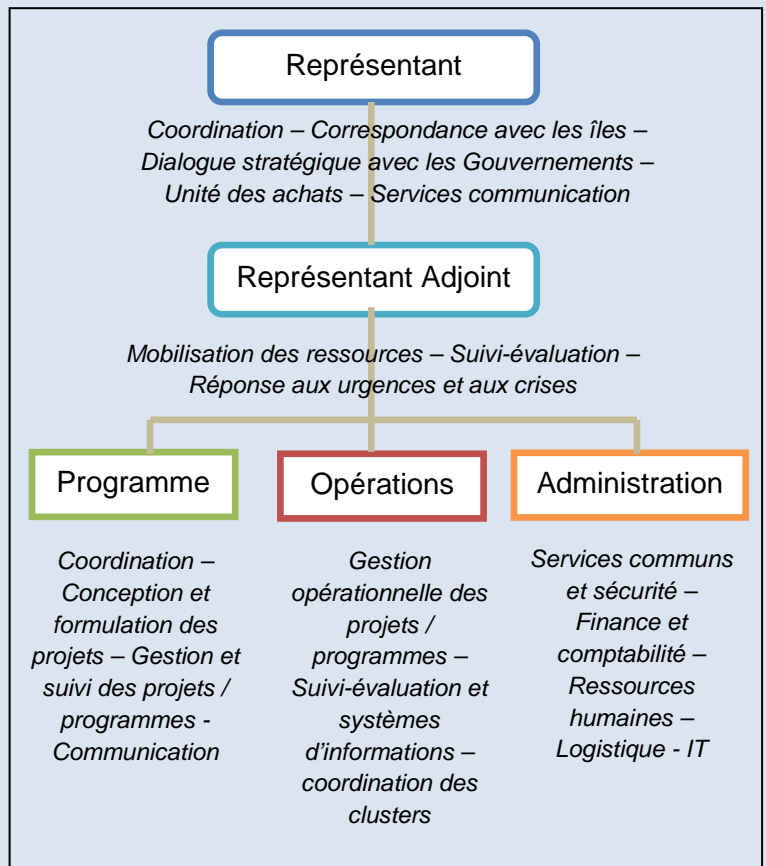 Représentant
Coordination – Correspondance avec les îles –
Dialogue stratégique avec les Gouvernements –
Unité des achats – Services communication
Représentant Adjoint
Mobilisation des ressources – Suivi-évaluation –
Réponse aux urgences et aux crises
Programme
Coordination –
Conception et
formulation des
projets – Gestion et
suivi des projets /
programmes -
Communication
Opérations
Gestion
opérationnelle des
projets /
programmes –
Suivi-évaluation et
systèmes
d’informations –
coordination des
clusters
Administration
Services communs
et sécurité –
Finance et
comptabilité –
Ressources
humaines –
Logistique - IT